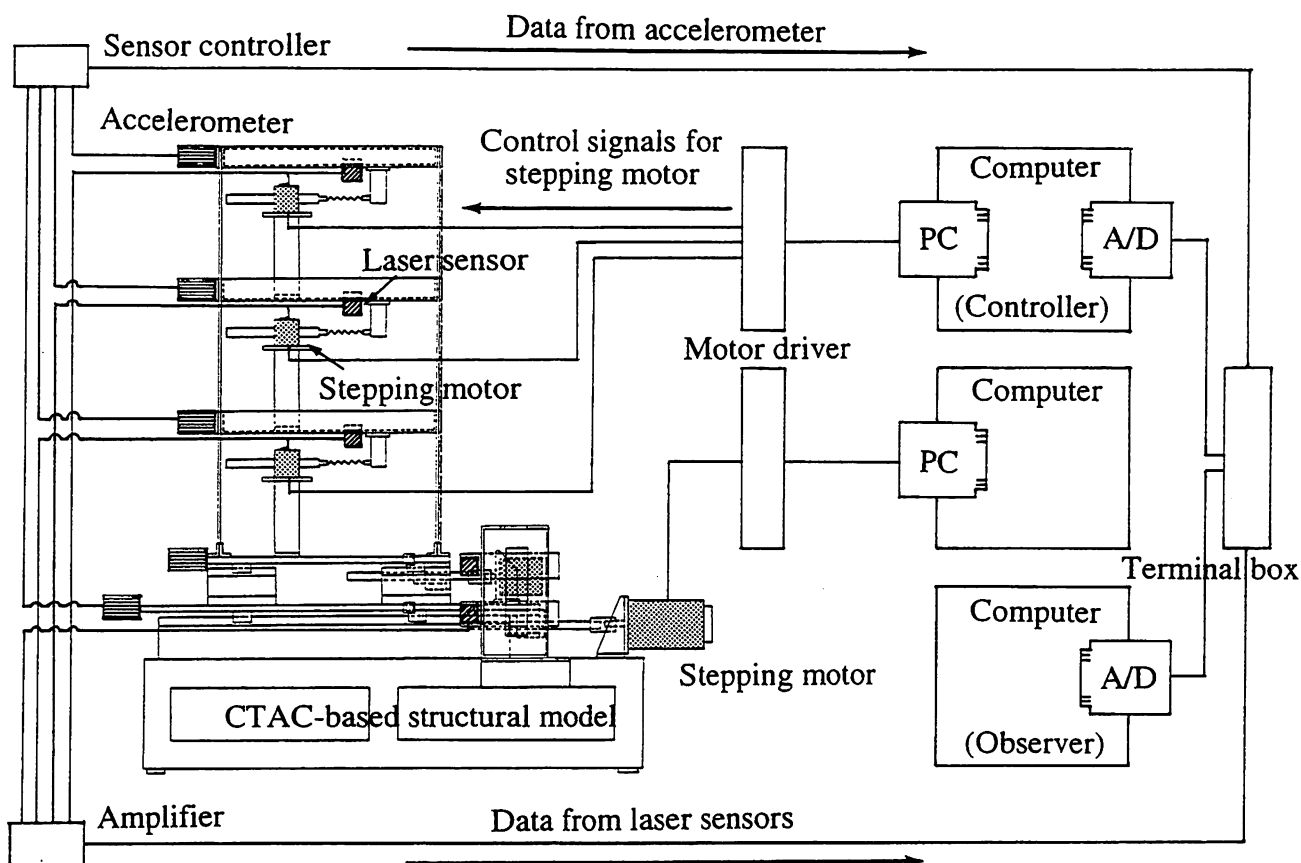 Sensor controller
Data from accelerometer
Accelerometer
Control signals for
stepping motor
Computer
PC
A/D
(Controller)
Laser sensor
Motor driver
Stepping motor
Computer
PC
Terminal box
Computer
A/D
(Observer)
Stepping motor
CTAC-based structural model
Amplifier
Data from laser sensors